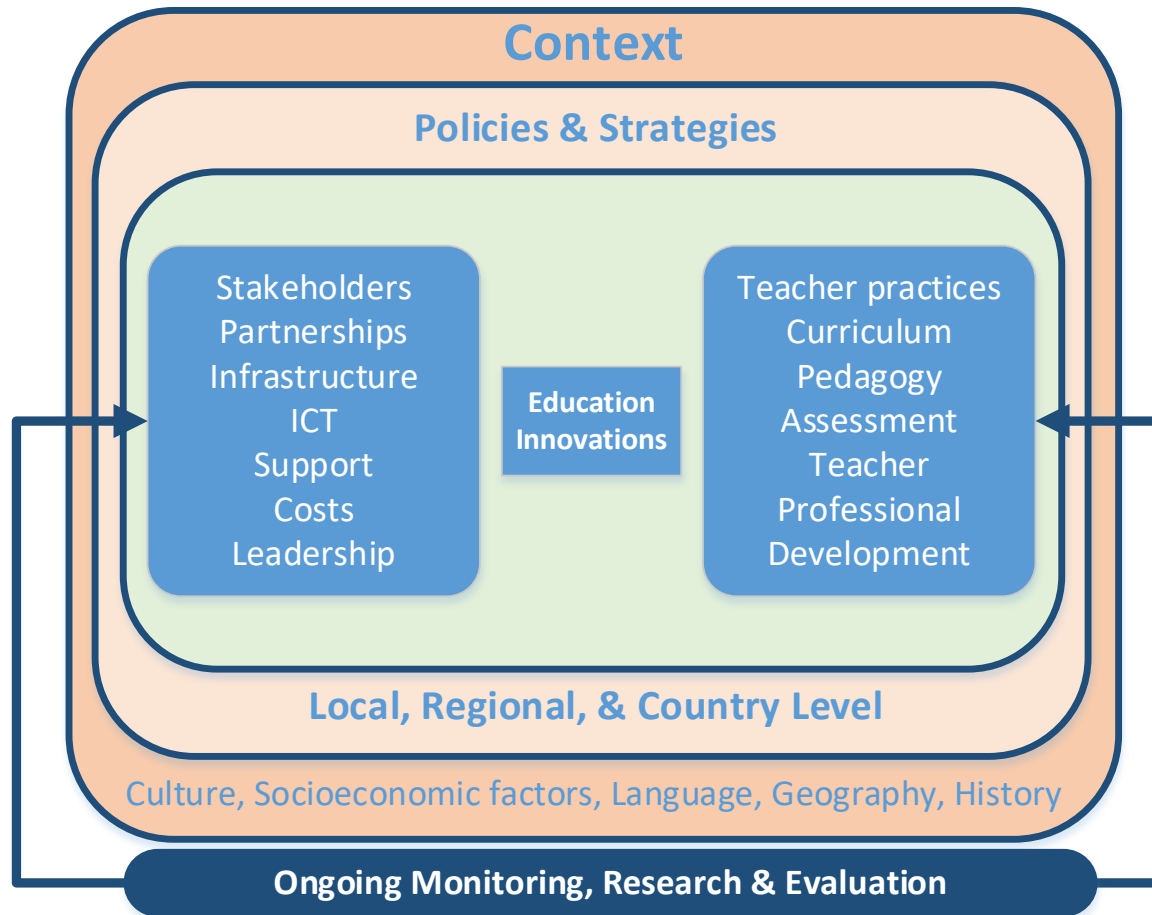 Context
Policies & Strategies
Stakeholders
Partnerships
Infrastructure
ICT
Support
Costs
Leadership
Education
Innovations
Teacher practices
Curriculum
Pedagogy
Assessment
Teacher
Professional
Development
Local, Regional, & Country Level
Culture, Socioeconomic factors, Language, Geography, History
Ongoing Monitoring, Research & Evaluation